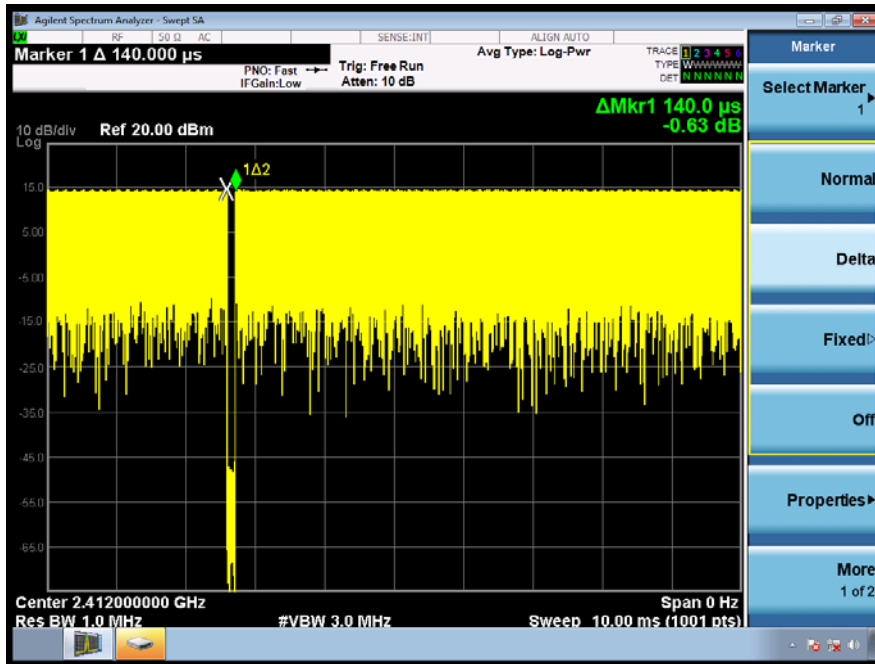 Agilent Spectrum Analyzer - Swept SA
RF 50 Ω AC SENSE:INT ALIGN AUTO
Marker 1 Δ 140.000 µs
PNO: Fast
IFGain:Low
Trig: Free Run
Atten: 10 dB
Avg Type: Log-Pwr
TRACE 1 2 3 4 5 6
TYPE W
DET N N N N N N
ΔMkr1 140.0 µs
-0.63 dB
10 dB/div
Log
Ref 20.00 dBm
1Δ2
15.0
5.00
-5.00
-15.0
-25.0
-35.0
-45.0
-55.0
-65.0
Center 2.412000000 GHz
Span 0 Hz
Res BW 1.0 MHz
#VBW 3.0 MHz
Sweep 10.00 ms (1001 pts)
Marker
Select Marker
1
Normal
Delta
Fixed
Off
Properties
More
1 of 2